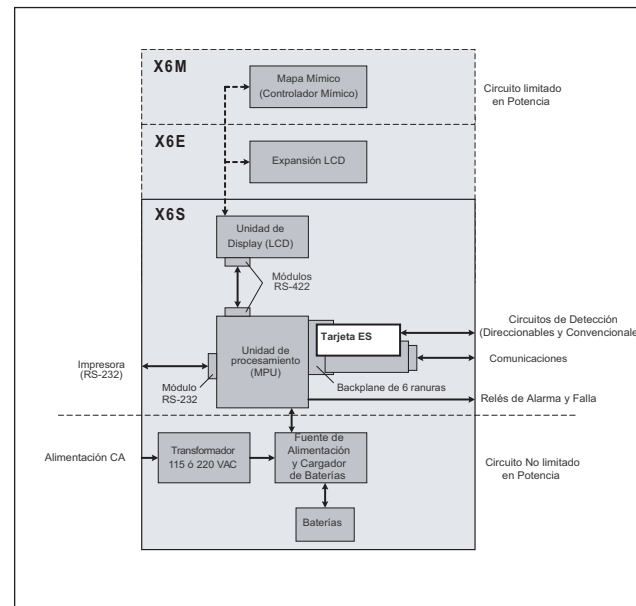 X6M
Mapa Mímico
(Controlador Mímico)
Circuito limitado
en Potencia
X6E
Expansión LCD
X6S
Unidad de
Display (LCD)
Módulos
RS-422
Circuitos de Detección
(Direccionables y Convencionale
Tarjeta ES
Unidad de
procesamiento
(MPU)
Impresora
(RS-232)
Comunicaciones
Módulo
RS-232
Backplane de 6 ranuras
Relés de Alarma y Falla
Alimentación CA
Transformador
115 ó 220 VAC
Fuente de
Alimentación
y Cargador
de Baterías
Circuito No limitado
en Potencia
Baterías